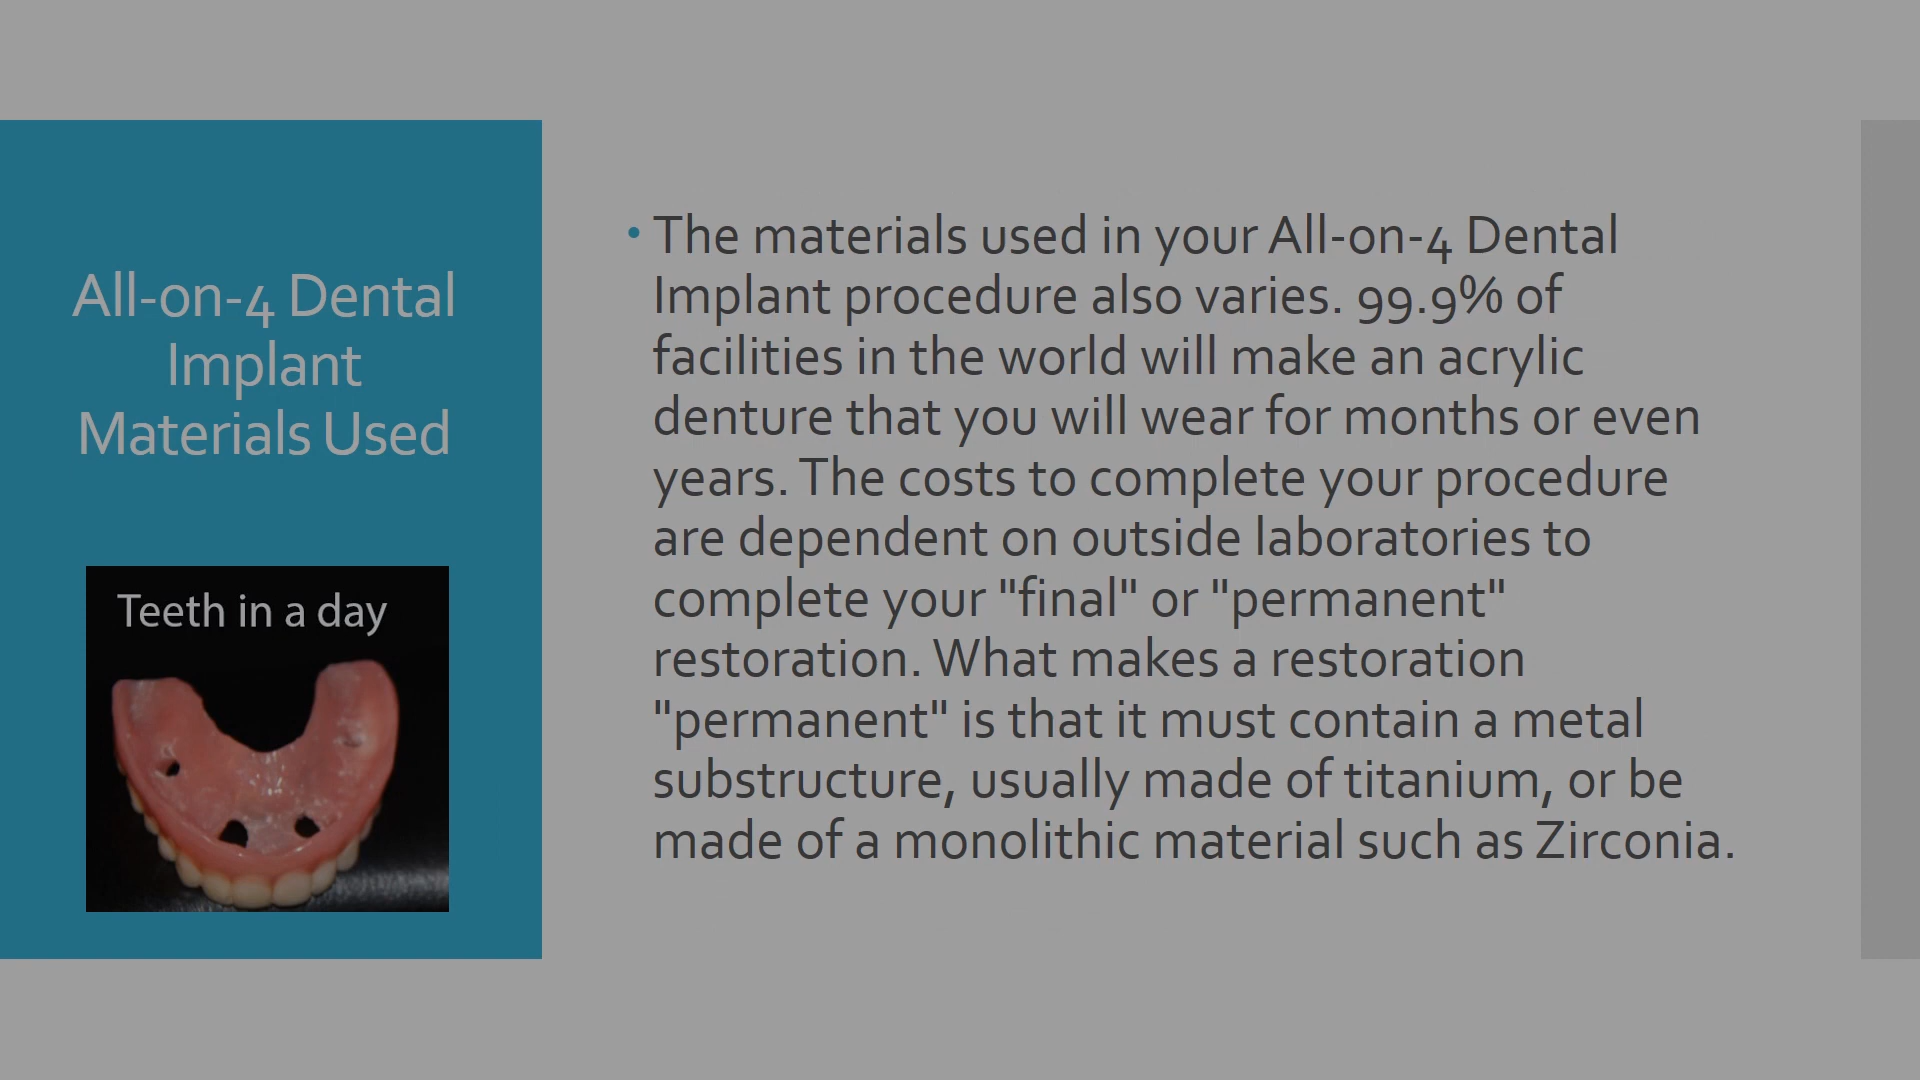 All-on-4 Dental
Implant
Materials Used
Teeth in a day
• The materials used in your All-on-4 Dental
Implant procedure also varies. 99.9% of
facilities in the world will make an acrylic
denture that you will wear for months or even
years. The costs to complete your procedure
are dependent on outside laboratories to
complete your "final" or "permanent"
restoration. What makes a restoration
"permanent" is that it must contain a metal
substructure, usually made of titanium, or be
made of a monolithic material such as Zirconia.